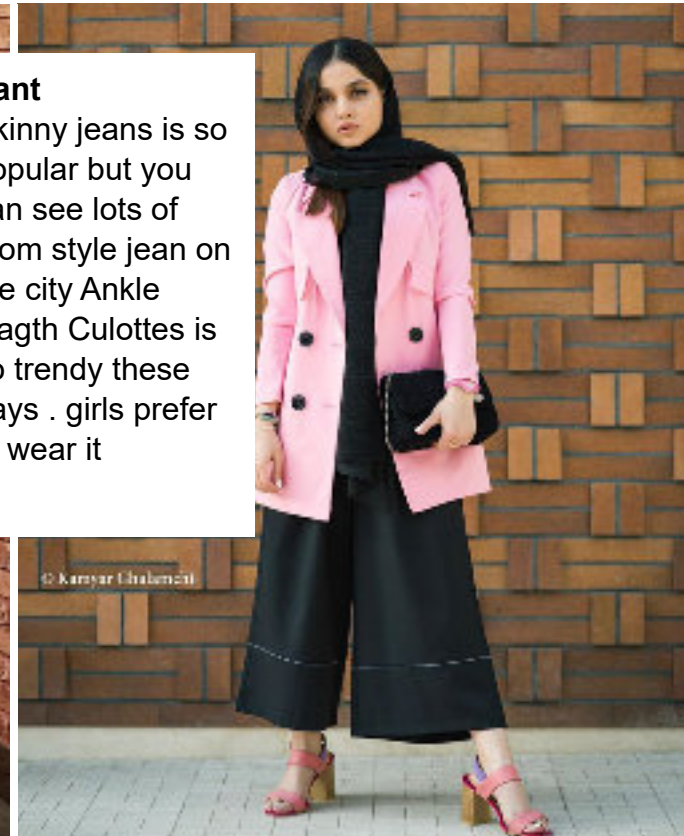 ant
kinny jeans is so
opular but you
an see lots of
om style jean on
e city Ankle
agth Culottes is
o trendy these
ays . girls prefer
wear it
© Kamyar Ghalamchi